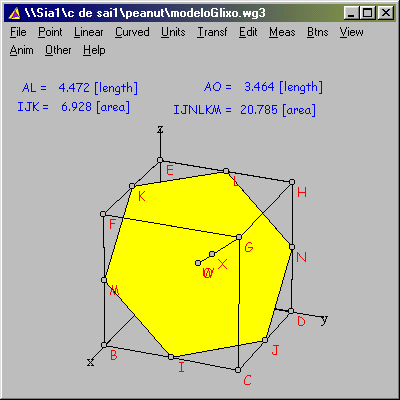 \\Sia1\c de sai1\peanut\modeloGlixo.wg3
File Point Linear Curved Units Transf Edit Meas Btns View
Anim Other Help
AL = 4.472 [length] AO = 3.464 [length]
IJK = 6.928 [area] IJNLKM = 20.785 [area]
z
E
L
K
H
F
G
N
X
M
D
y
B
J
x
I
C